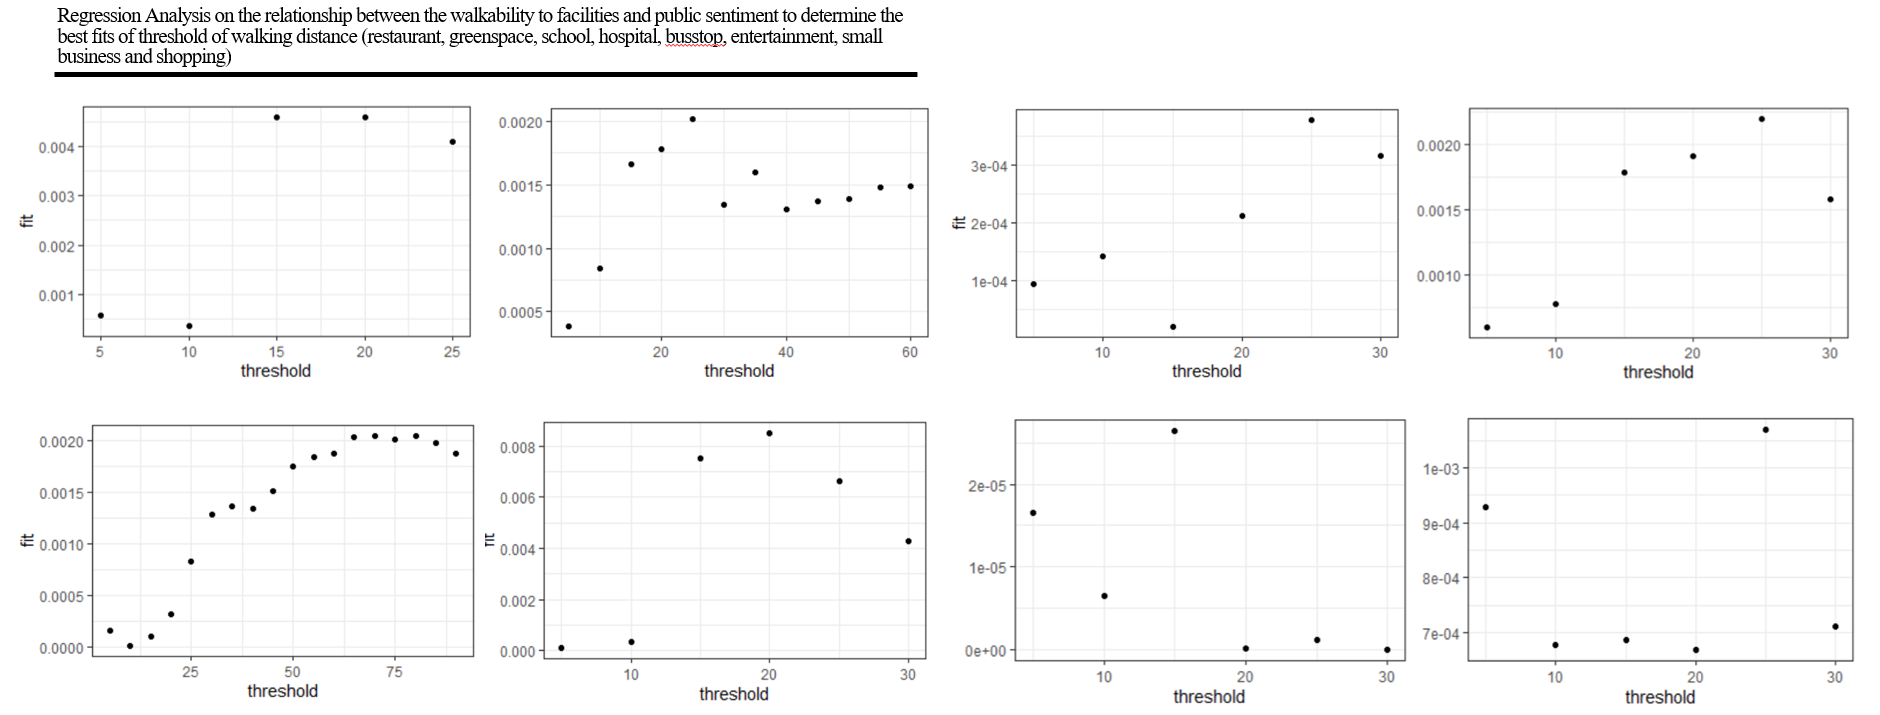 Regression Analysis on the relationship between the walkability to facilities and public sentiment to determine the
best fits of threshold of walking distance (restaurant, greenspace, school, hospital, busstop, entertainment, small
business and shopping)
0.004
0.003
0.002
0.001
fit
5 10 15 20 25
threshold
0.0020
0.0015
0.0010
0.0005
20 40 60
threshold
3e-04
2e-04
1e-04
fit
10 20 30
threshold
0.0020
0.0015
0.0010
10 20 30
threshold
0.0020
0.0015
0.0010
0.0005
0.0000
fit
25 50 75
threshold
0.008
0.006
0.004
0.002
0.000
fit
10 20 30
threshold
2e-05
1e-05
0e+00
10 20 30
threshold
1e-03
9e-04
8e-04
7e-04
10 20 30
threshold